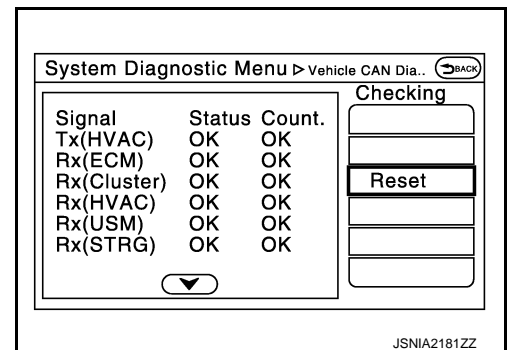 System Diagnostic Menu ▷ Vehicle CAN Dia.. BACK
Checking
Signal Status Count.
Tx(HVAC) OK OK
Rx(ECM) OK OK
Rx(Cluster) OK OK
Rx(HVAC) OK OK
Rx(USM) OK OK
Rx(STRG) OK OK
Reset
JSNIA2181ZZ